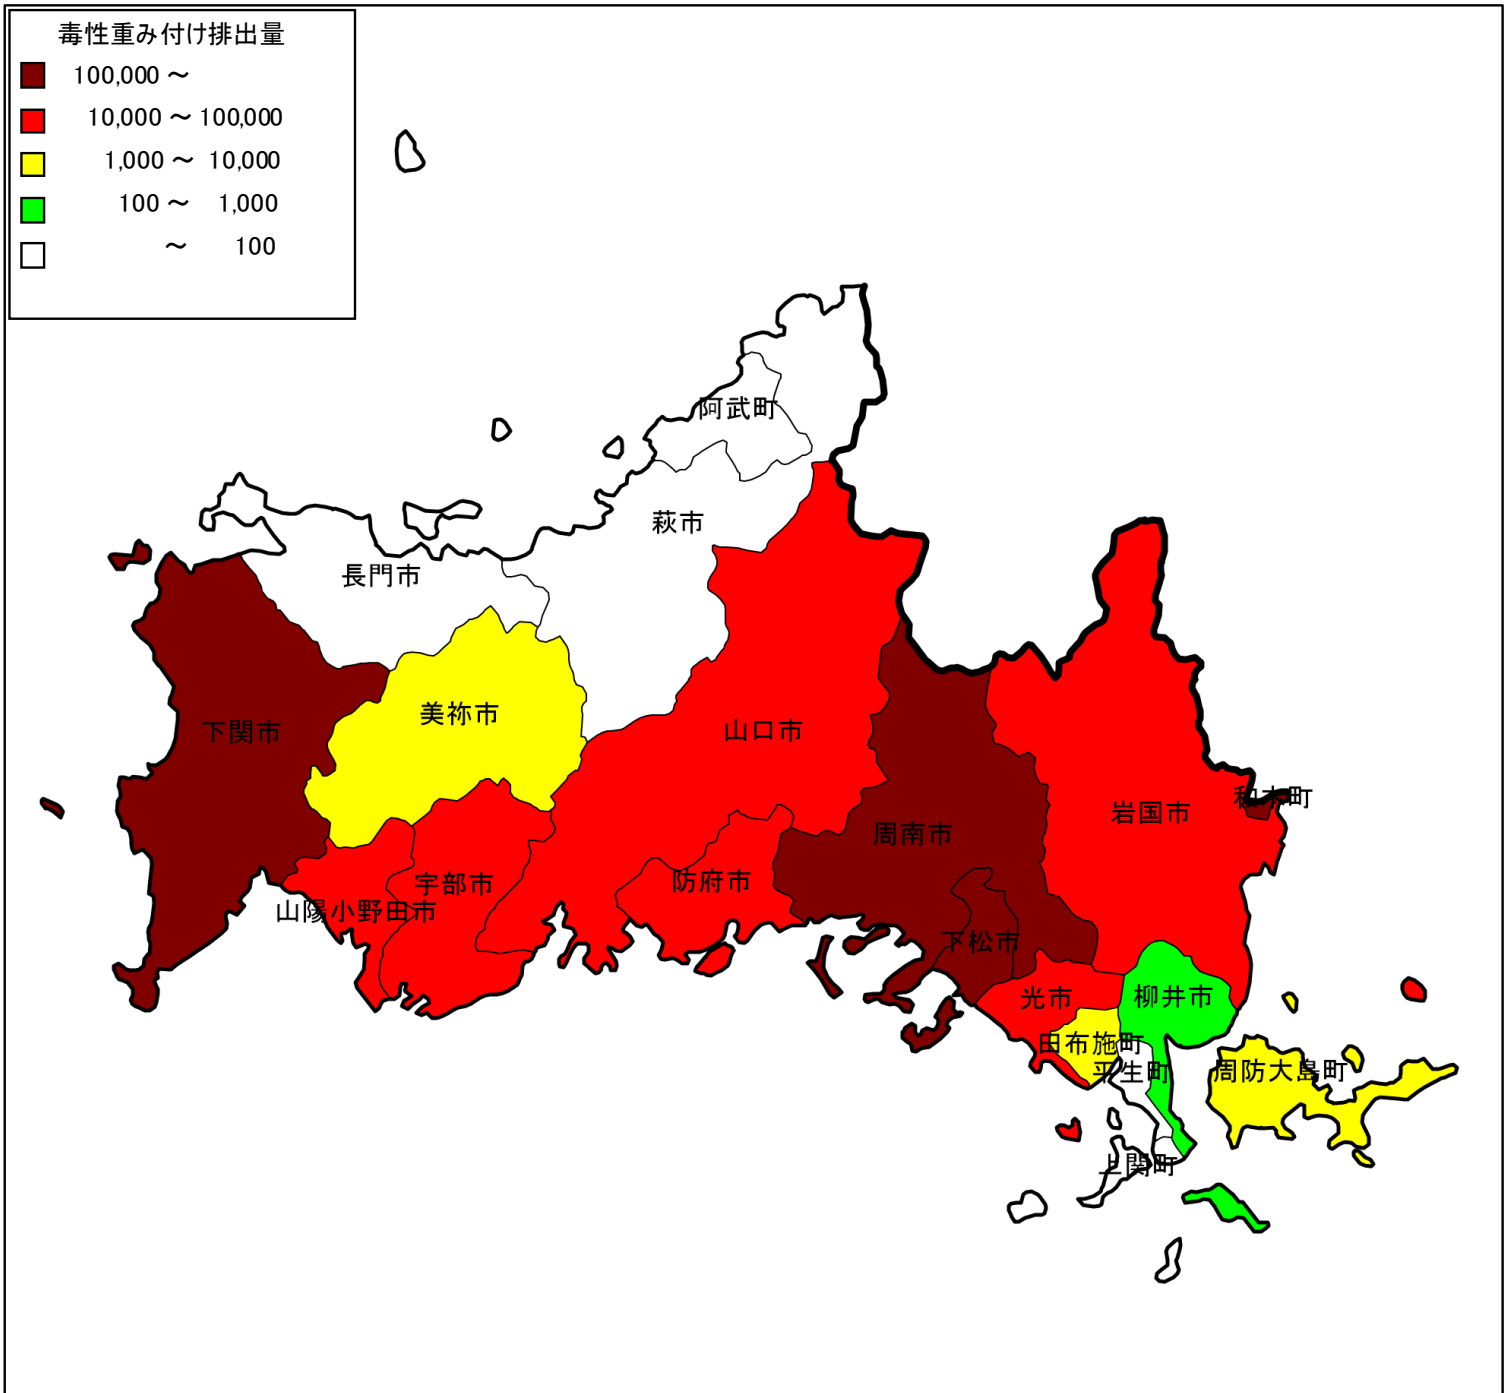 毒性重み付け排出量
100,000 ～
10,000 ～ 100,000
1,000 ～ 10,000
100 ～ 1,000
～ 100
阿武町
萩市
長門市
美祢市
下関市
山口市
和木町
岩国市
周南市
防府市
宇部市
山陽小野田市
下松市
光市
柳井市
田布施町
平生町
周防大島町
上関町